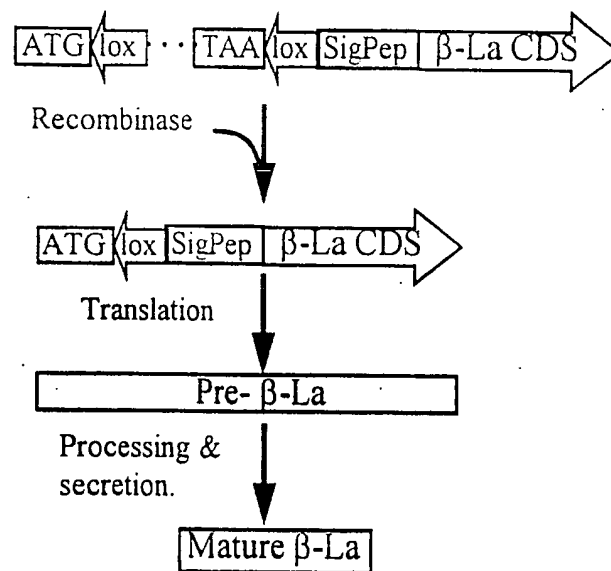 ATG lox · · · TAA lox SigPep β-La CDS
Recombinase
ATG lox SigPep β-La CDS
Translation
Pre- β-La
Processing &
secretion.
Mature β-La